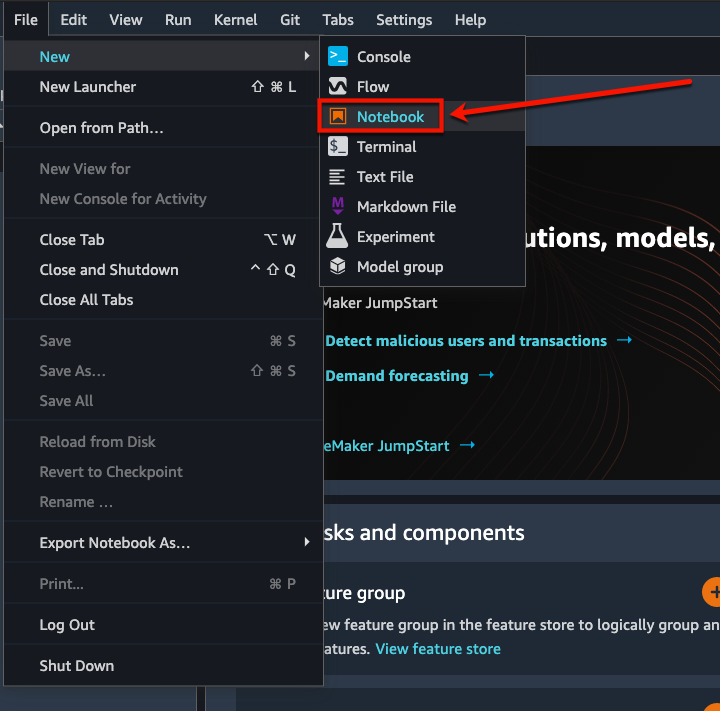 File Edit View Run Kernel Git Tabs Settings Help
New
New Launcher ⇧ ⌘ L
Open from Path…
New View for
New Console for Activity
Close Tab ⌥ W
Close and Shutdown ^ ⇧ Q
Close All Tabs
Save ⌘ S
Save As… ⇧ ⌘ S
Save All
Reload from Disk
Revert to Checkpoint
Rename …
Export Notebook As…
Print... ⌘ P
Log Out
Shut Down
>_ Console
Flow
Notebook
$_ Terminal
Text File
M Markdown File
Experiment
Model group
utions, models,
Maker JumpStart
Detect malicious users and transactions →
Demand forecasting →
eMaker JumpStart →
sks and components
ure group
ew feature group in the feature store to logically group an
atures. View feature store